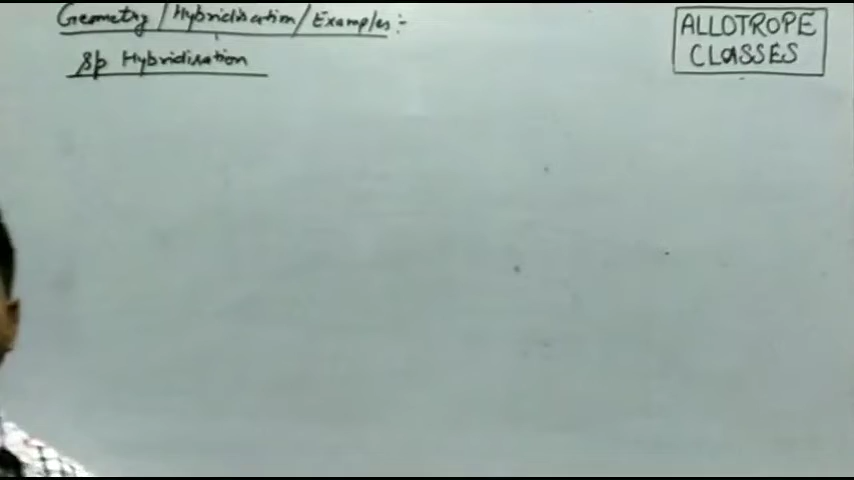 Geometry / Hybridisation / Examples :-
sp Hybridisation
ALLOTROPE
CLASSES